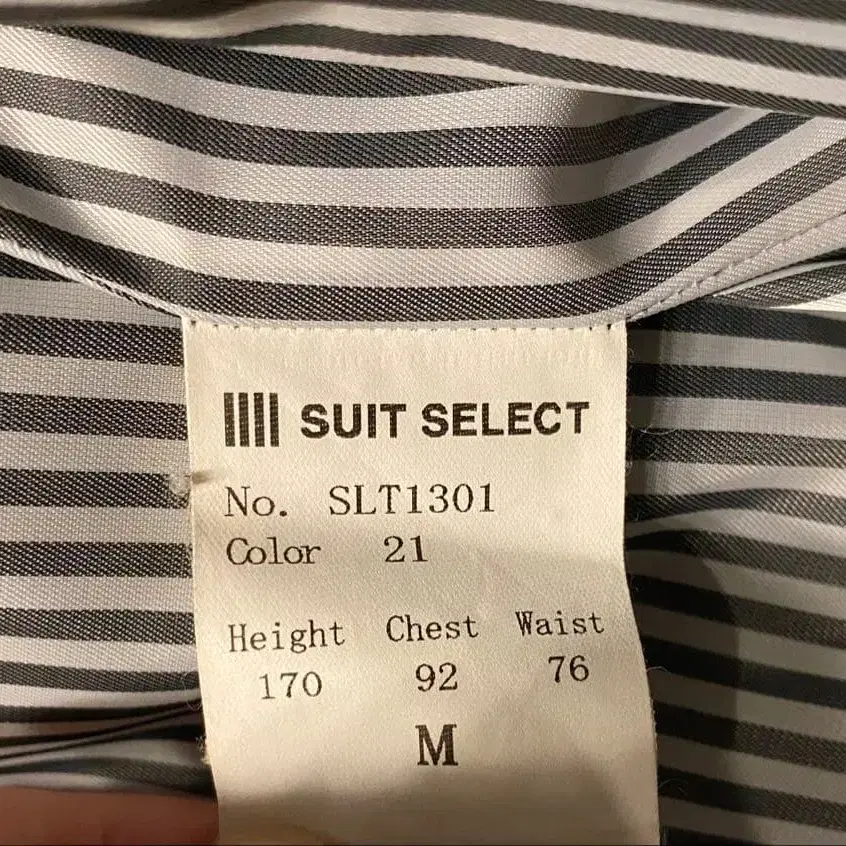 SUIT SELECT
No. SLT1301
Color 21
Height Chest Waist
170 92 76
M